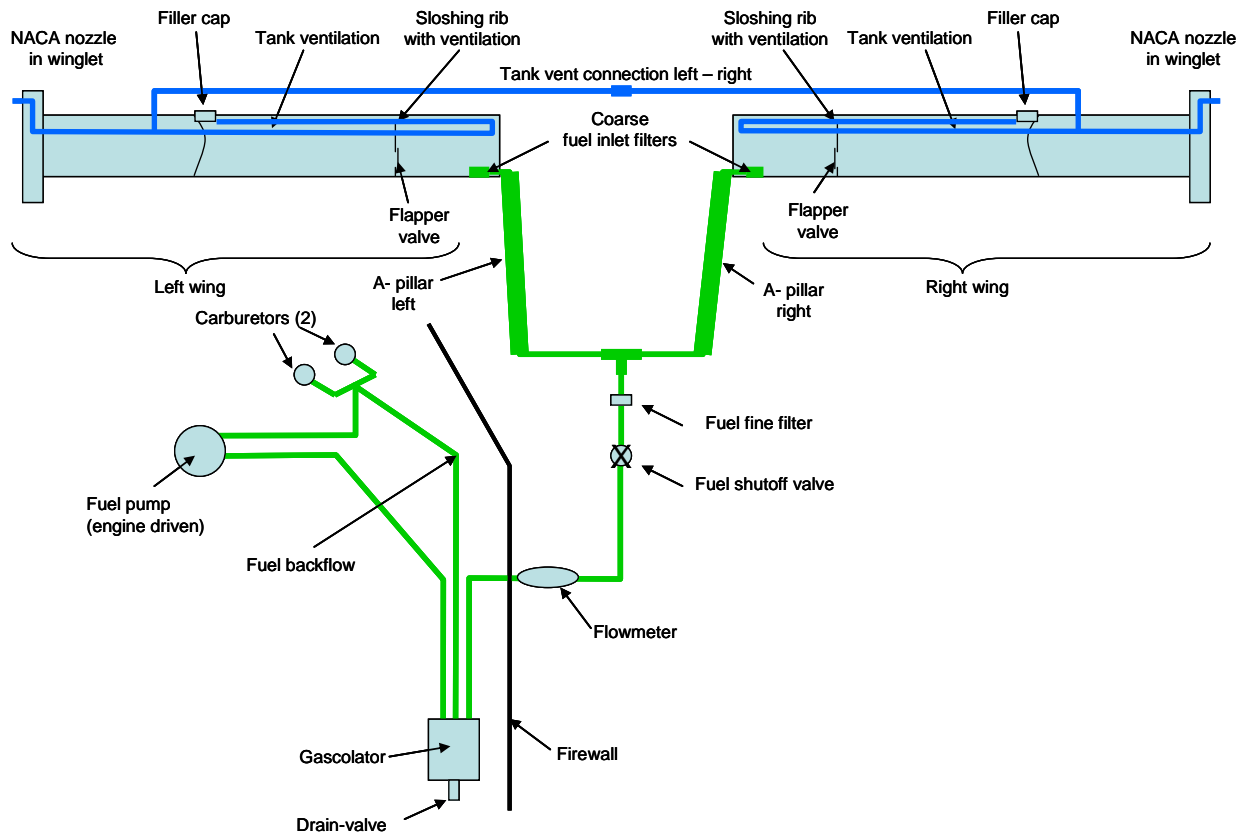 NACA nozzle
in winglet
Filler cap
Tank ventilation
Sloshing rib
with ventilation
Tank vent connection left – right
Sloshing rib
with ventilation
Tank ventilation
Filler cap
NACA nozzle
in winglet
Coarse
fuel inlet filters
Flapper
valve
Flapper
valve
Left wing
A- pillar
left
A- pillar
right
Right wing
Carburetors (2)
Fuel fine filter
Fuel shutoff valve
Fuel pump
(engine driven)
Fuel backflow
Flowmeter
Gascolator
Firewall
Drain-valve